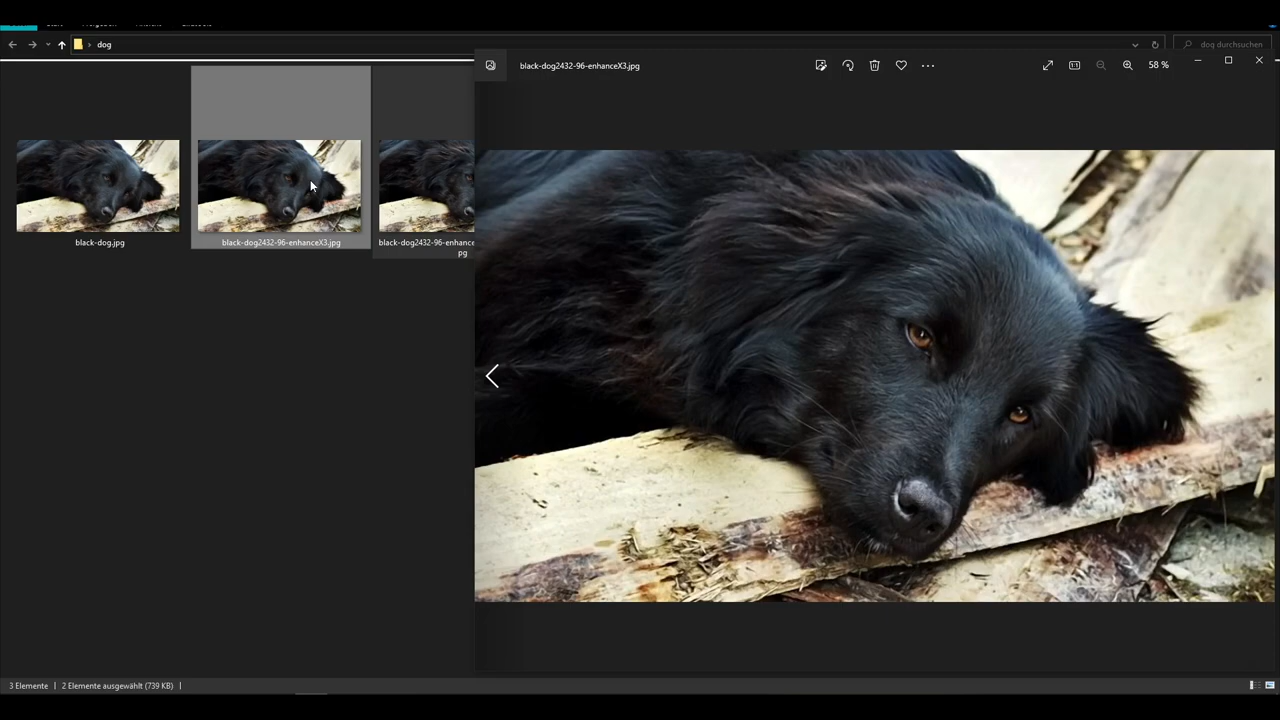 dog
dog durchsuchen
black-dog2432-96-enhanceX3.jpg
58 %
black-dog.jpg
black-dog2432-96-enhanceX3.jpg
black-dog2432-96-enhance
pg
3 Elemente
2 Elemente ausgewählt (739 KB)